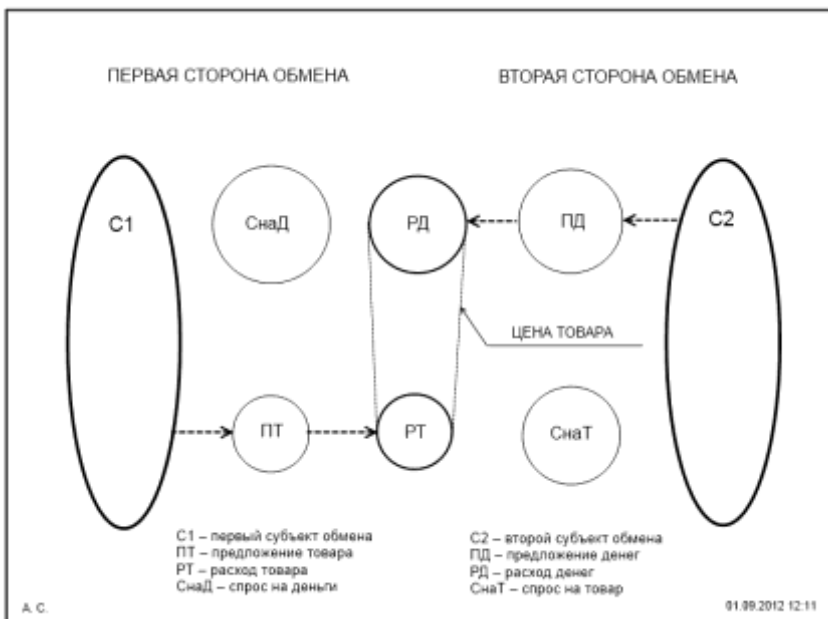 ПЕРВАЯ СТОРОНА ОБМЕНА
ВТОРАЯ СТОРОНА ОБМЕНА
С1
СнаД
РД
ПД
С2
ЦЕНА ТОВАРА
ПТ
РТ
СнаТ
С1 – первый субъект обмена
ПТ – предложение товара
РТ – расход товара
СнаД – спрос на деньги
С2 – второй субъект обмена
ПД – предложение денег
РД – расход денег
СнаТ – спрос на товар
А. С.
01.09.2012 12:11